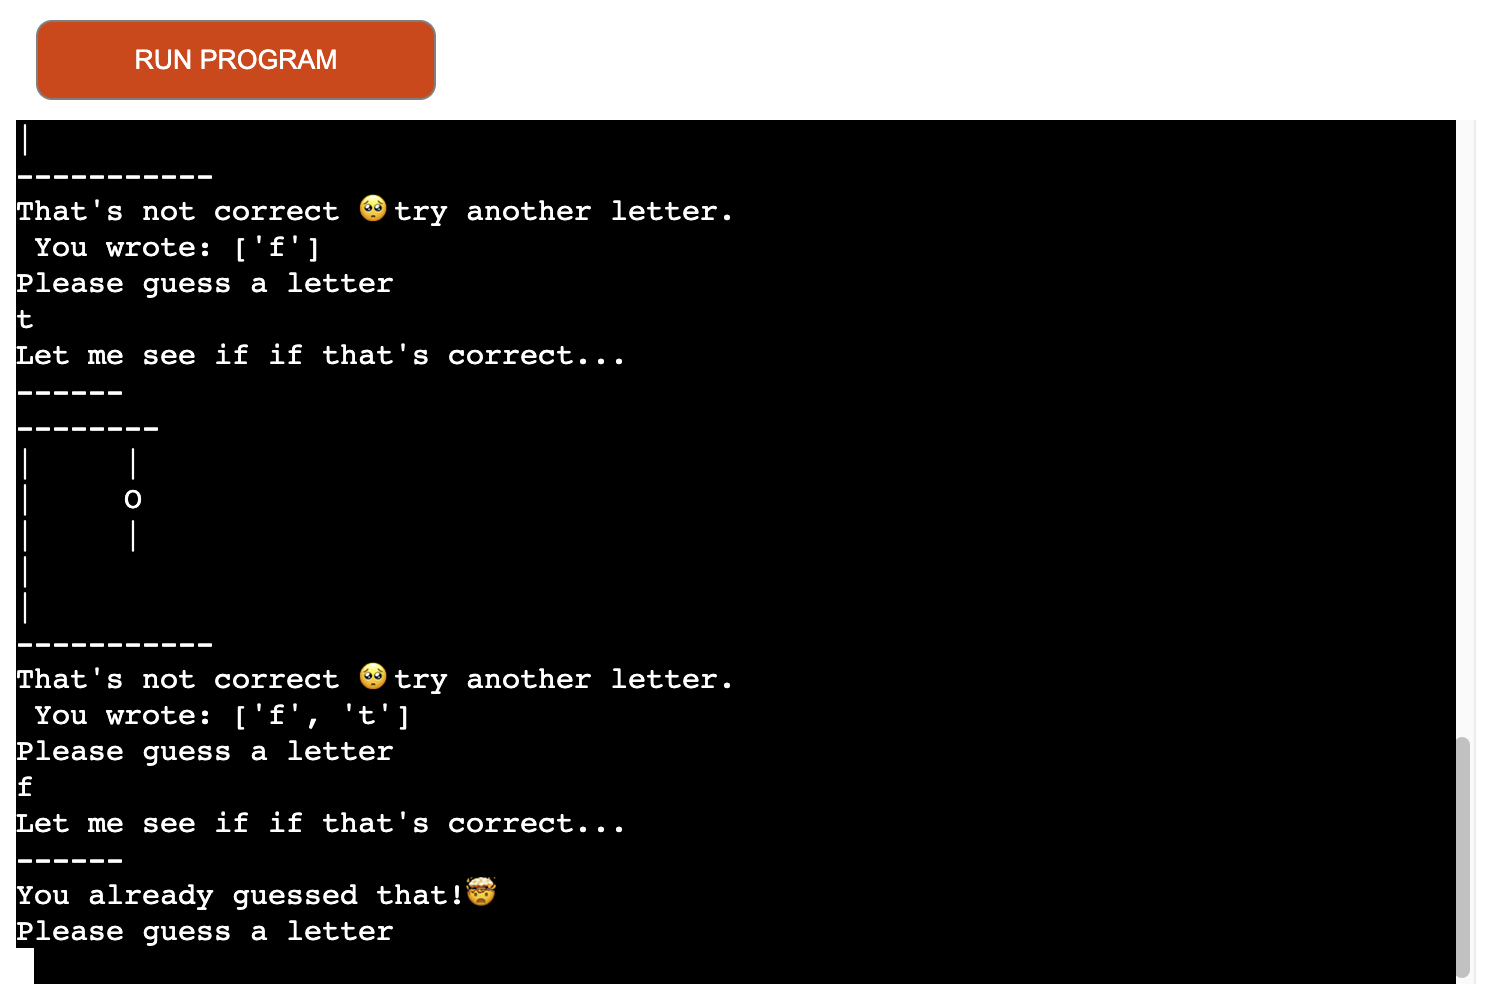 RUN PROGRAM
|
-----------
That's not correct 🥺 try another letter.
 You wrote: ['f']
Please guess a letter
t
Let me see if if that's correct...
------
--------
|     |
|     O
|     |
|
|
-----------
That's not correct 🥺 try another letter.
 You wrote: ['f', 't']
Please guess a letter
f
Let me see if if that's correct...
------
You already guessed that!🤯
Please guess a letter